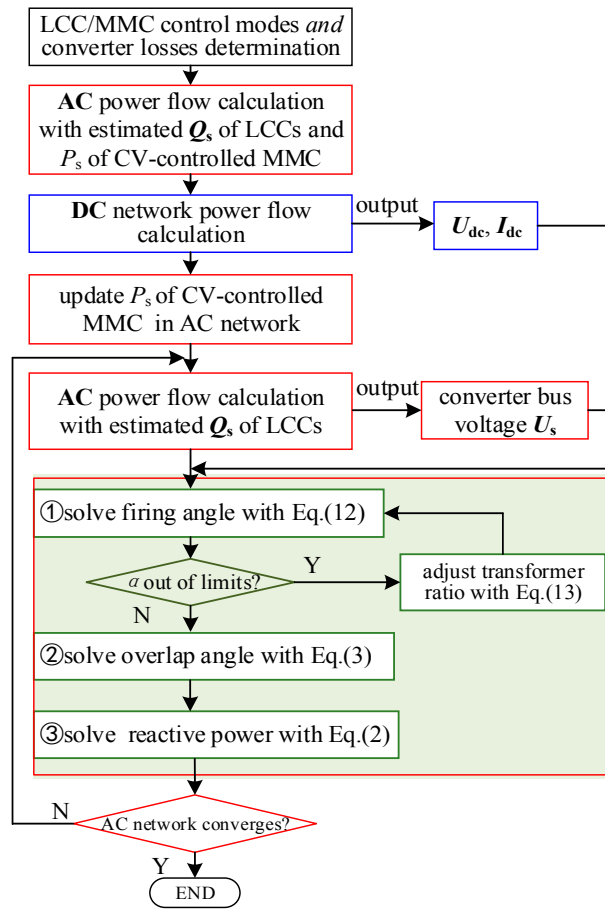 LCC/MMC control modes and
converter losses determination
AC power flow calculation
with estimated Qs of LCCs and
Ps of CV-controlled MMC
DC network power flow
calculation
output
Udc, Idc
update Ps of CV-controlled
MMC in AC network
AC power flow calculation
with estimated Qs of LCCs
output
converter bus
voltage Us
①solve firing angle with Eq.(12)
α out of limits?
Y
adjust transformer
ratio with Eq.(13)
N
②solve overlap angle with Eq.(3)
③solve reactive power with Eq.(2)
N
AC network converges?
Y
END